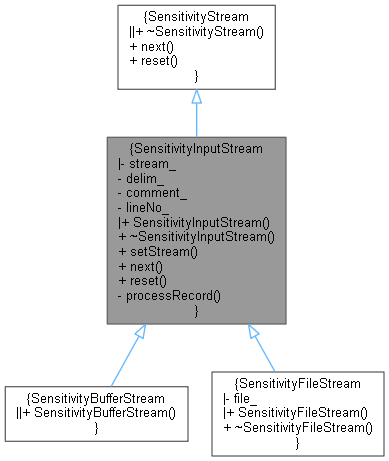 {SensitivityStream
||+ ~SensitivityStream()
+ next()
+ reset()
}
{SensitivityInputStream
|- stream_
- delim_
- comment_
- lineNo_
|+ SensitivityInputStream()
+ ~SensitivityInputStream()
+ setStream()
+ next()
+ reset()
- processRecord()
}
{SensitivityBufferStream
||+ SensitivityBufferStream()
}
{SensitivityFileStream
|- file_
|+ SensitivityFileStream()
+ ~SensitivityFileStream()
}